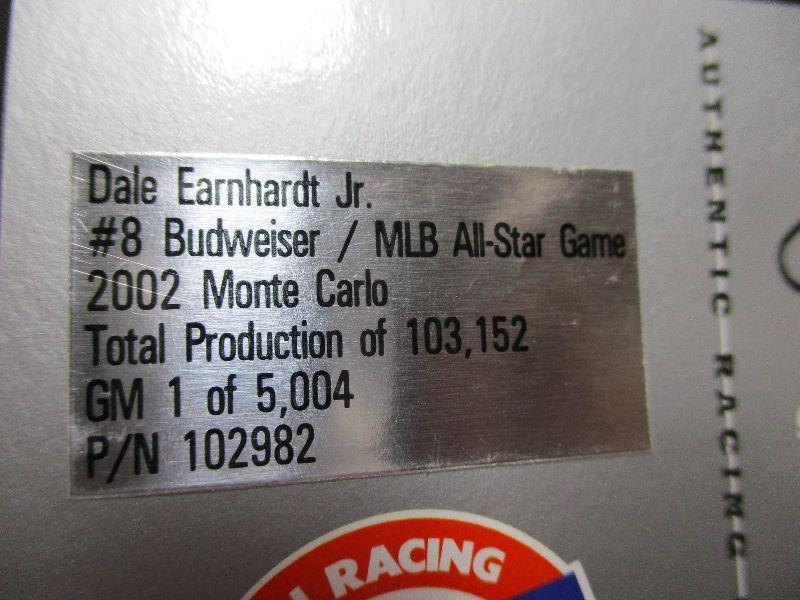 Dale Earnhardt Jr.
#8 Budweiser / MLB All-Star Game
2002 Monte Carlo
Total Production of 103,152
GM 1 of 5,004
P/N 102982
AUTHENTIC RACING
RACING